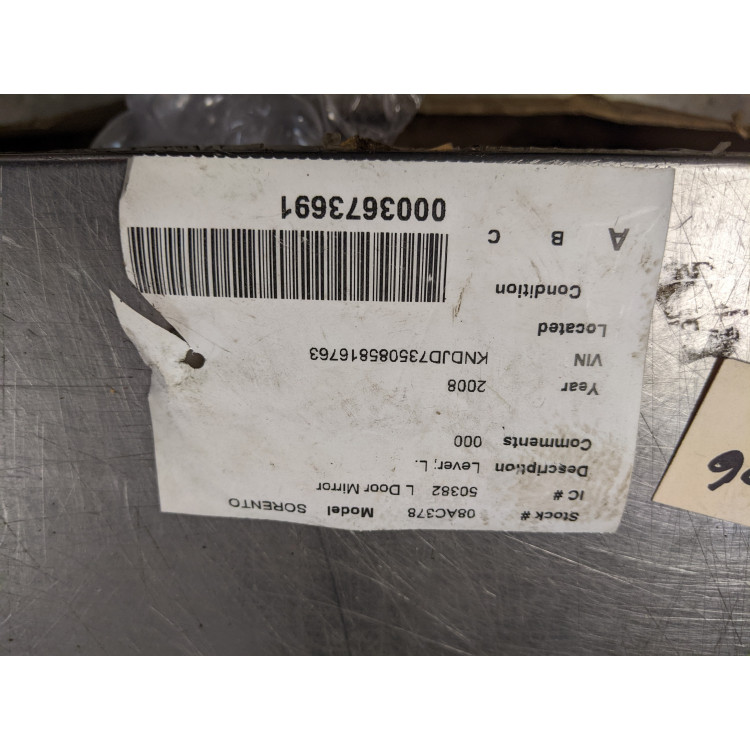 Stock # 08AC378 Model SORENTO
IC # 50382 L Door Mirror
Description Lever, L.
Comments 000
Year 2008
VIN KNDJD735085816763
Located
Condition
A B C
0003673691